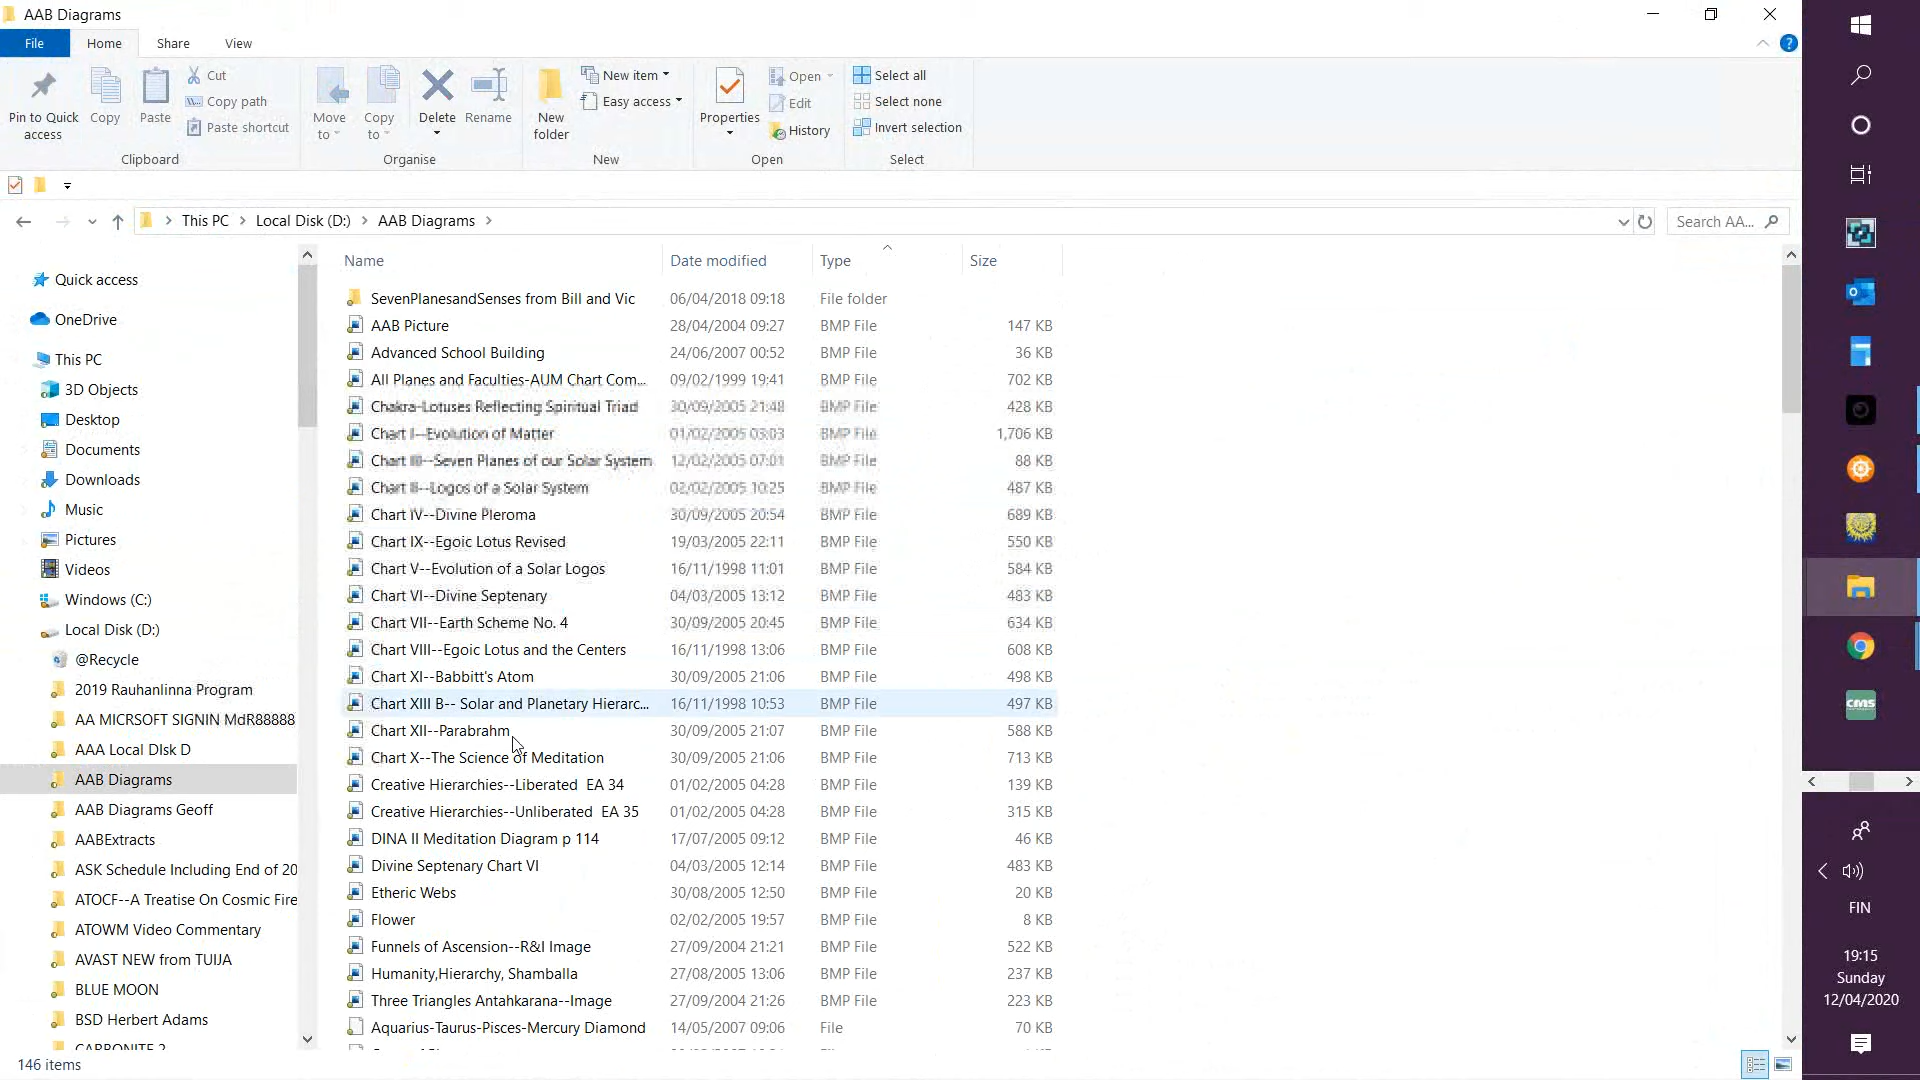 AAB Diagrams
File Home Share View
Pin to Quick access
Copy
Paste
Cut
Copy path
Paste shortcut
Clipboard
Move to
Copy to
Delete
Rename
Organise
New folder
New item
Easy access
New
Properties
Open
Edit
History
Open
Select all
Select none
Invert selection
Select
This PC > Local Disk (D:) > AAB Diagrams >
Search AA...
Quick access
OneDrive
This PC
3D Objects
Desktop
Documents
Downloads
Music
Pictures
Videos
Windows (C:)
Local Disk (D:)
@Recycle
2019 Rauhanlinna Program
AA MICRSOFT SIGNIN MdR88888
AAA Local DIsk D
AAB Diagrams
AAB Diagrams Geoff
AABExtracts
ASK Schedule Including End of 20
ATOCF--A Treatise On Cosmic Fire
ATOWM Video Commentary
AVAST NEW from TUIJA
BLUE MOON
BSD Herbert Adams
CARBONITE 2
Name Date modified Type Size
SevenPlanesandSenses from Bill and Vic 06/04/2018 09:18 File folder
AAB Picture 28/04/2004 09:27 BMP File 147 KB
Advanced School Building 24/06/2007 00:52 BMP File 36 KB
All Planes and Faculties-AUM Chart Com... 09/02/1999 19:41 BMP File 702 KB
Chakra-Lotuses Reflecting Spiritual Triad 30/09/2005 21:48 BMP File 428 KB
Chart I--Evolution of Matter 01/02/2005 03:03 BMP File 1,706 KB
Chart III--Seven Planes of our Solar System 12/02/2005 07:01 BMP File 88 KB
Chart II--Logos of a Solar System 02/02/2005 10:25 BMP File 487 KB
Chart IV--Divine Pleroma 30/09/2005 20:54 BMP File 689 KB
Chart IX--Egoic Lotus Revised 19/03/2005 22:11 BMP File 550 KB
Chart V--Evolution of a Solar Logos 16/11/1998 11:01 BMP File 584 KB
Chart VI--Divine Septenary 04/03/2005 13:12 BMP File 483 KB
Chart VII--Earth Scheme No. 4 30/09/2005 20:45 BMP File 634 KB
Chart VIII--Egoic Lotus and the Centers 16/11/1998 13:06 BMP File 608 KB
Chart XI--Babbitt's Atom 30/09/2005 21:06 BMP File 498 KB
Chart XIII B-- Solar and Planetary Hierarc... 16/11/1998 10:53 BMP File 497 KB
Chart XII--Parabrahm 30/09/2005 21:07 BMP File 588 KB
Chart X--The Science of Meditation 30/09/2005 21:06 BMP File 713 KB
Creative Hierarchies--Liberated EA 34 01/02/2005 04:28 BMP File 139 KB
Creative Hierarchies--Unliberated EA 35 01/02/2005 04:28 BMP File 315 KB
DINA II Meditation Diagram p 114 17/07/2005 09:12 BMP File 46 KB
Divine Septenary Chart VI 04/03/2005 12:14 BMP File 483 KB
Etheric Webs 30/08/2005 12:50 BMP File 20 KB
Flower 02/02/2005 19:57 BMP File 8 KB
Funnels of Ascension--R&I Image 27/09/2004 21:21 BMP File 522 KB
Humanity,Hierarchy, Shamballa 27/08/2005 13:06 BMP File 237 KB
Three Triangles Antahkarana--Image 27/09/2004 21:26 BMP File 223 KB
Aquarius-Taurus-Pisces-Mercury Diamond 14/05/2007 09:06 File 70 KB
146 items
CMS
FIN
19:15
Sunday
12/04/2020